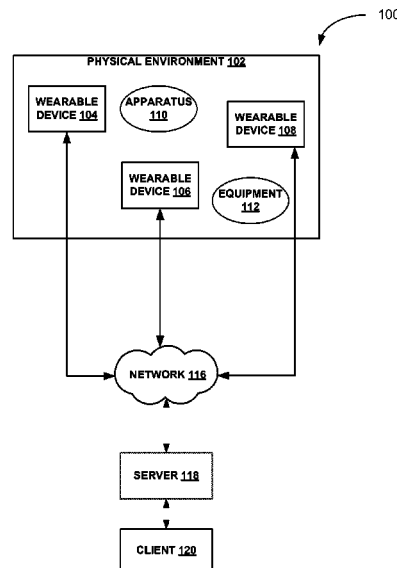 100
PHYSICAL ENVIRONMENT 102
WEARABLE
DEVICE 104
APPARATUS
110
WEARABLE
DEVICE 108
WEARABLE
DEVICE 106
EQUIPMENT
112
NETWORK 116
SERVER 118
CLIENT 120